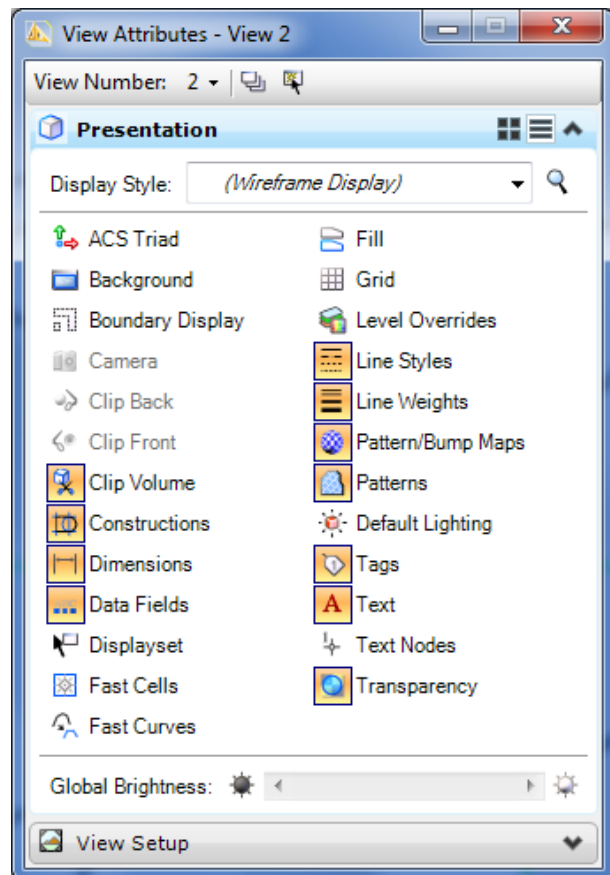 View Attributes - View 2
View Number: 2
Presentation
Display Style: (Wireframe Display)
ACS Triad Fill
Background Grid
Boundary Display Level Overrides
Camera Line Styles
Clip Back Line Weights
Clip Front Pattern/Bump Maps
Clip Volume Patterns
Constructions Default Lighting
Dimensions Tags
Data Fields A Text
Displayset Text Nodes
Fast Cells Transparency
Fast Curves
Global Brightness:
View Setup